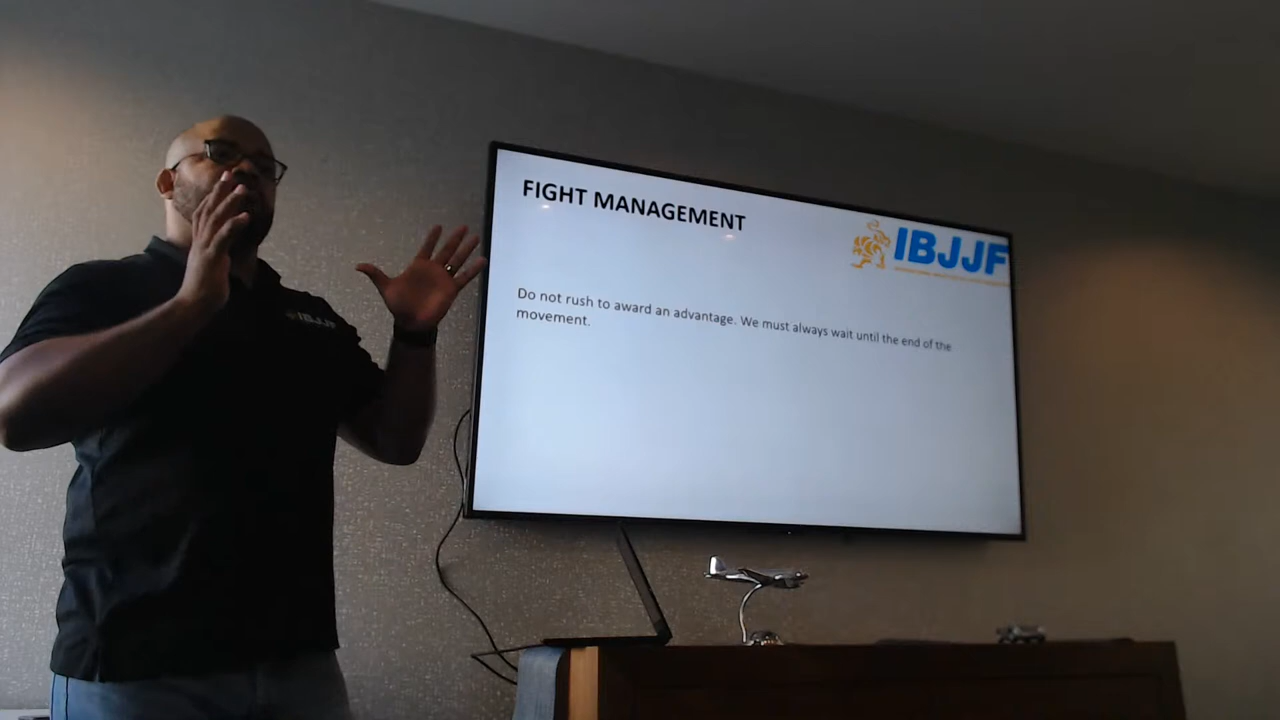 FIGHT MANAGEMENT
IBJJF
Do not rush to award an advantage. We must always wait until the end of the
movement.
IBJJF